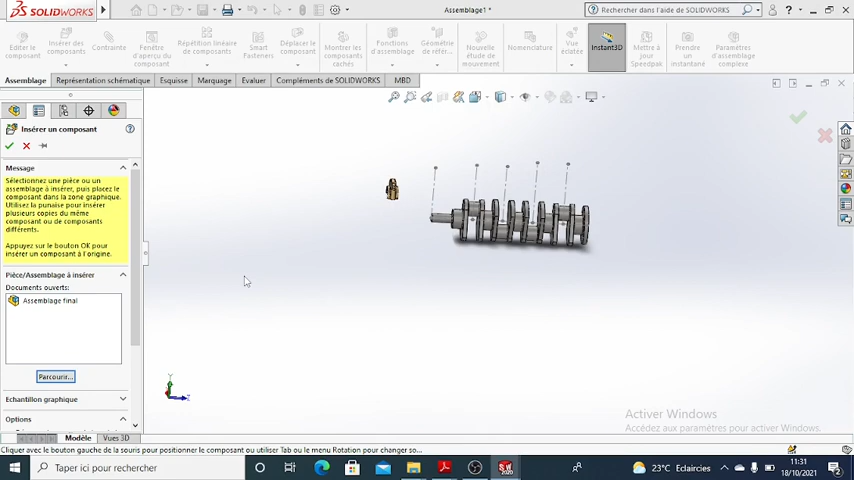 SOLIDWORKS
Assemblage1 *
Rechercher dans l'aide de SOLIDWORKS
Editer le composant
Insérer des composants
Contrainte
Fenêtre d'aperçu du composant
Répétition linéaire de composants
Smart Fasteners
Déplacer le composant
Montrer les composants cachés
Fonctions d'assemblage
Géométrie de référ...
Nouvelle étude de mouvement
Nomenclature
Vue éclatée
Instant3D
Mettre à jour Speedpak
Prendre un instantané
Paramètres d'assemblage complexe
Assemblage
Représentation schématique
Esquisse
Marquage
Evaluer
Compléments de SOLIDWORKS
MBD
Insérer un composant
Message
Sélectionnez une pièce ou un
assemblage à insérer, puis placez le
composant dans la zone graphique.
Utilisez la punaise pour insérer
plusieurs copies du même
composant ou de composants
différents.
Appuyez sur le bouton OK pour
insérer un composant à l'origine.
Pièce/Assemblage à insérer
Documents ouverts:
Assemblage final
Parcourir...
Echantillon graphique
Options
Y
Z
Activer Windows
Accédez aux paramètres pour activer Windows.
Modèle
Vues 3D
Cliquer avec le bouton gauche de la souris pour positionner le composant ou utiliser Tab ou le menu Rotation pour changer so...
Taper ici pour rechercher
SW
2020
23°C Eclaircies
11:31
18/10/2021
2